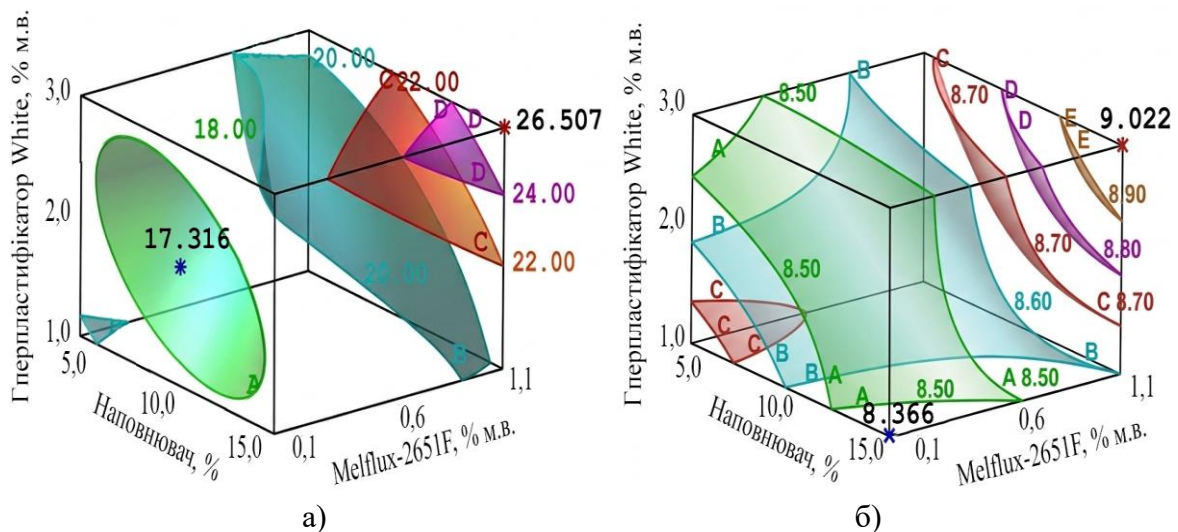 Гіперпластифікатор White, % м.в.
3,0
2,0
1,0
5,0
10,0
15,0
Наповнювач, %
0,1
0,6
1,1
Melflux-2651F, % м.в.
20.00
C
22.00
D
D
26.507
18.00
D
24.00
17.316
C
22.00
20.00
B
A
а)
Гіперпластифікатор White, % м.в.
3,0
2,0
1,0
5,0
10,0
15,0
Наповнювач, %
0,1
0,6
1,1
Melflux-2651F, % м.в.
C
B
8.50
8.70
D
D
E
E
9.022
A
8.90
B
8.50
8.70
8.80
8.60
C
8.70
C
C
C
B
B
B
A
A
8.50
A
8.50
8.366
б)